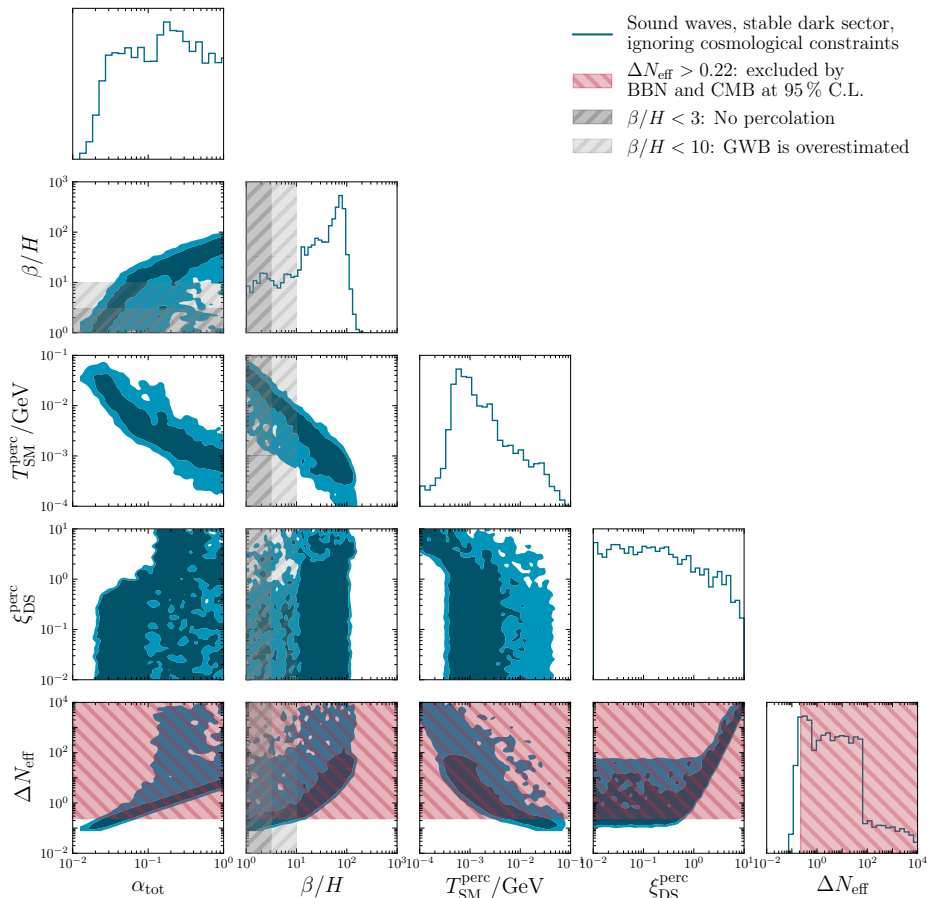 Sound waves, stable dark sector,
ignoring cosmological constraints
ΔN_eff > 0.22: excluded by
BBN and CMB at 95 % C.L.
β/H < 3: No percolation
β/H < 10: GWB is overestimated
10^3
10^2
10^1
10^0
β/H
10^-1
10^-2
10^-3
10^-4
T_SM^perc/GeV
10^1
10^0
10^-1
10^-2
ξ_DS^perc
10^4
10^2
10^0
10^-2
ΔN_eff
10^-2 10^-1 10^0
10^0 10^1 10^2 10^3
10^-4 10^-3 10^-2 10^-1
10^-2 10^-1 10^0 10^1
10^-2 10^0 10^2 10^4
α_tot
β/H
T_SM^perc/GeV
ξ_DS^perc
ΔN_eff